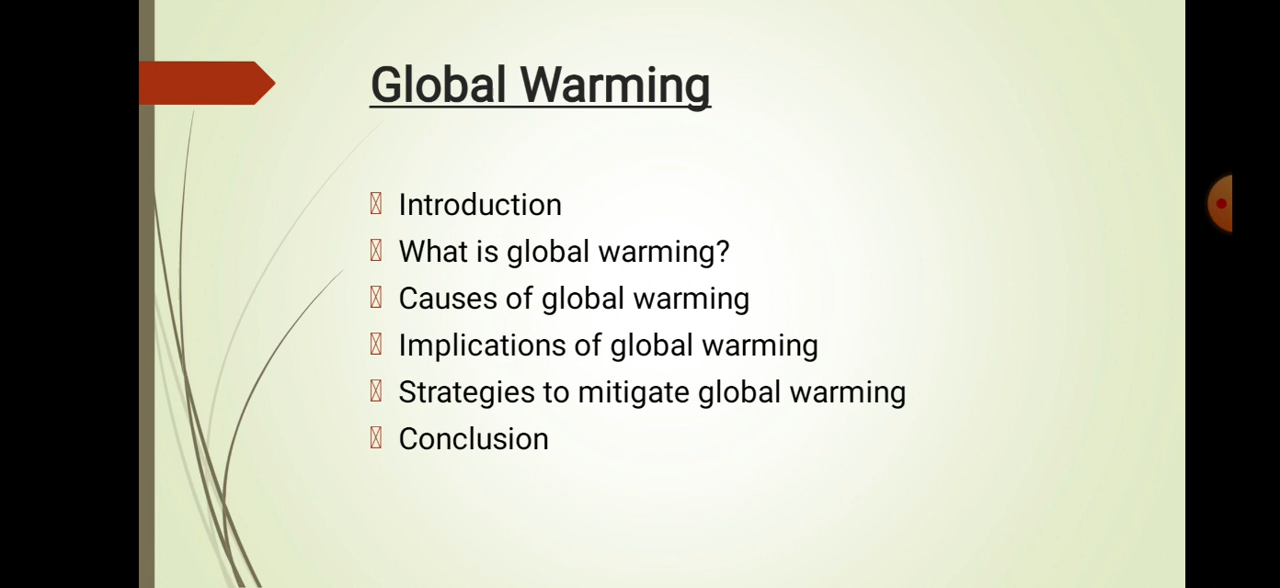 Global Warming
Introduction
What is global warming?
Causes of global warming
Implications of global warming
Strategies to mitigate global warming
Conclusion